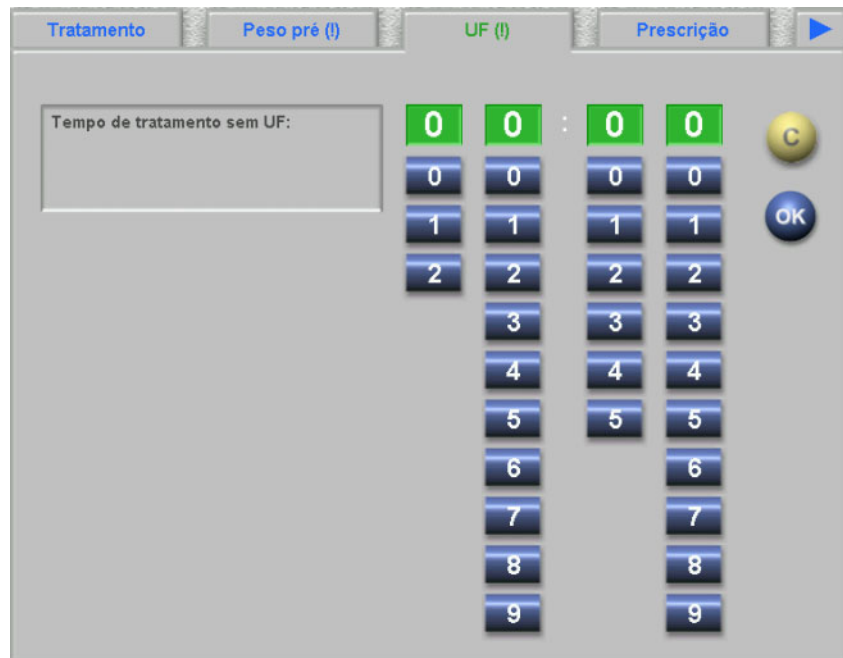 Tratamento Peso pré (!) UF (!) Prescrição
Tempo de tratamento sem UF:
0 0 : 0 0
C
0 0 0 0
1 1 1 1
OK
2 2 2 2
3 3 3
4 4 4
5 5 5
6 6
7 7
8 8
9 9